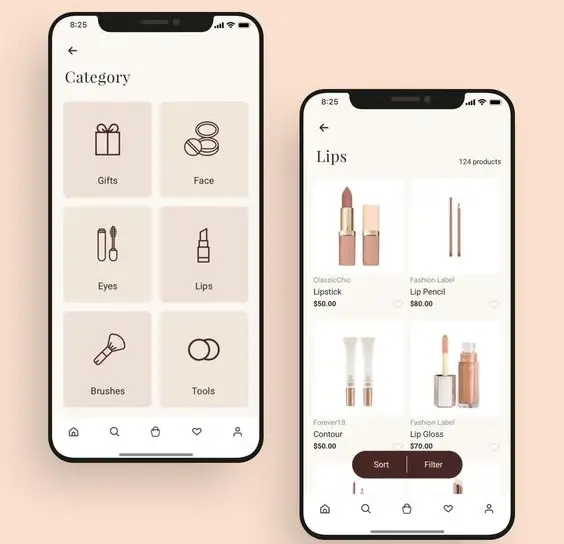 8:25
Category
Gifts
Face
Eyes
Lips
Brushes
Tools
8:25
Lips
124 products
ClassicChic
Lipstick
$50.00
Fashion Label
Lip Pencil
$80.00
Forever18.
Contour
$50.00
Fashion Label
Lip Gloss
$70.00
Sort
Filter